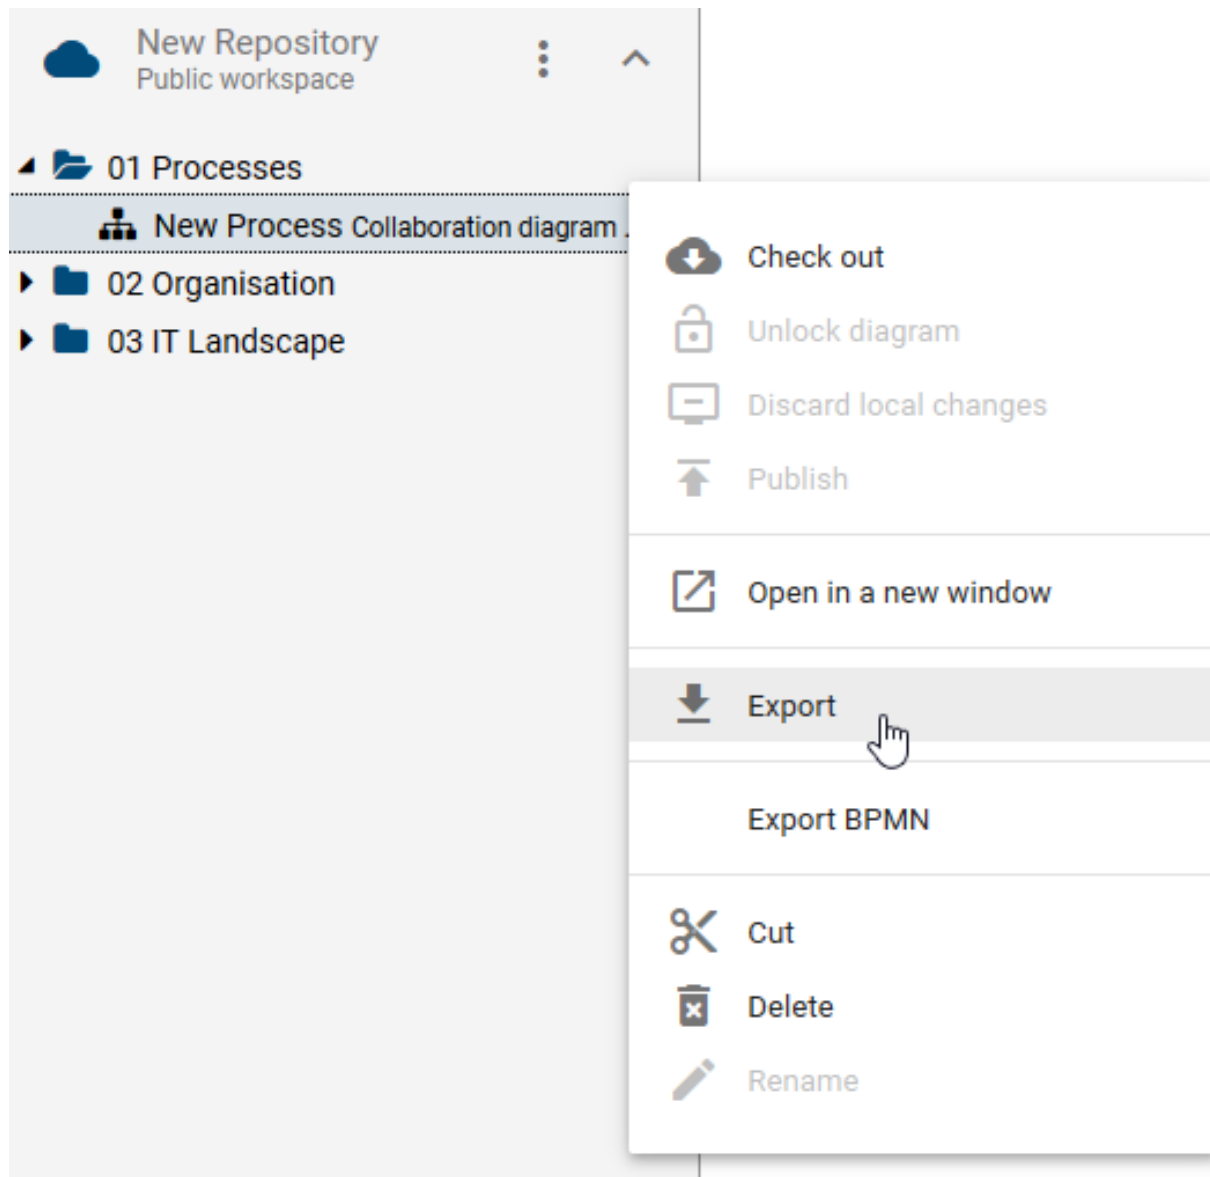 New Repository
Public workspace
01 Processes
New Process Collaboration diagram .
02 Organisation
03 IT Landscape
Check out
Unlock diagram
Discard local changes
Publish
Open in a new window
Export
Export BPMN
Cut
Delete
Rename